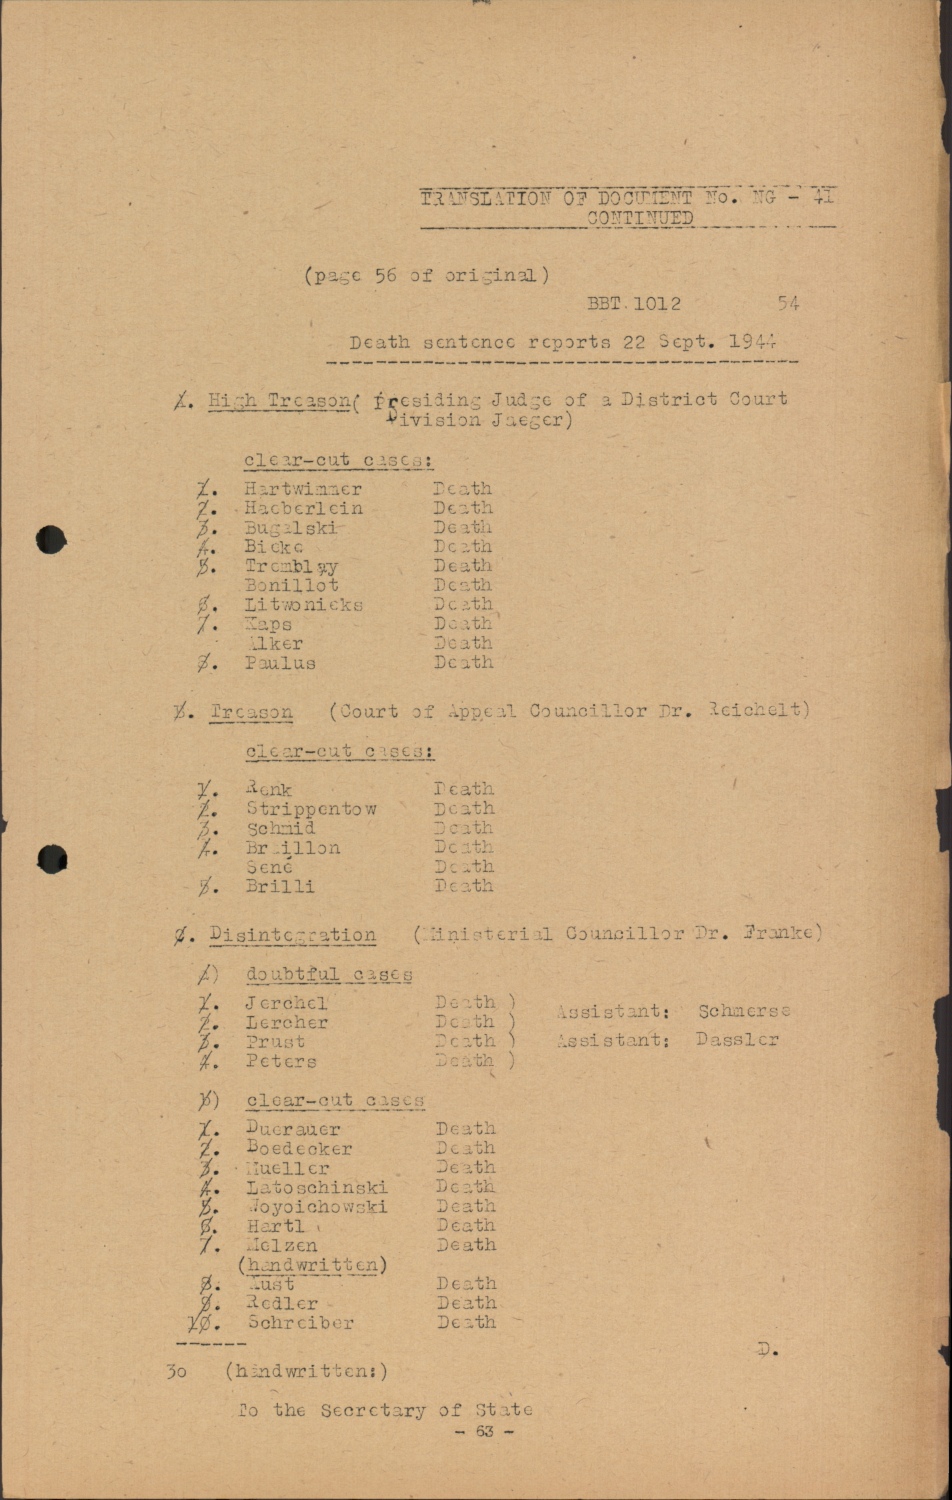 TRANSLATION OF DOCUMENT No. NG - 41
CONTINUED
(page 56 of original)
BBT.1012 54
Death sentence reports 22 Sept. 1944
1. High Treason( Presiding Judge of a District Court
Division Jaeger)
clear-cut cases:
1. Hartwimmer Death
2. Haeberlein Death
3. Bugalski Death
4. Bicke Death
5. Tremblay Death
Bonillot Death
6. Litwonieks Death
7. Kaps Death
Alker Death
8. Paulus Death
B. Treason (Court of Appeal Councillor Dr. Reichelt)
clear-cut cases:
1. Renk Death
2. Strippentow Death
3. Schmid Death
4. Braillon Death
Sené Death
5. Brilli Death
C. Disintegration (Ministerial Councillor Dr. Franke)
A) doubtful cases
1. Jerchel Death )
Assistant: Schmerse
2. Lercher Death )
3. Prust Death ) Assistant: Dassler
4. Peters Death )
B) clear-cut cases
1. Duerauer Death
2. Boedecker Death
3. Mueller Death
4. Latoschinski Death
5. Woyoichowski Death
6. Hartl Death
7. Melzen Death
(handwritten)
8. Kust Death
9. Redler Death
10. Schreiber Death
------
D.
30 (handwritten:)
To the Secretary of State
- 63 -